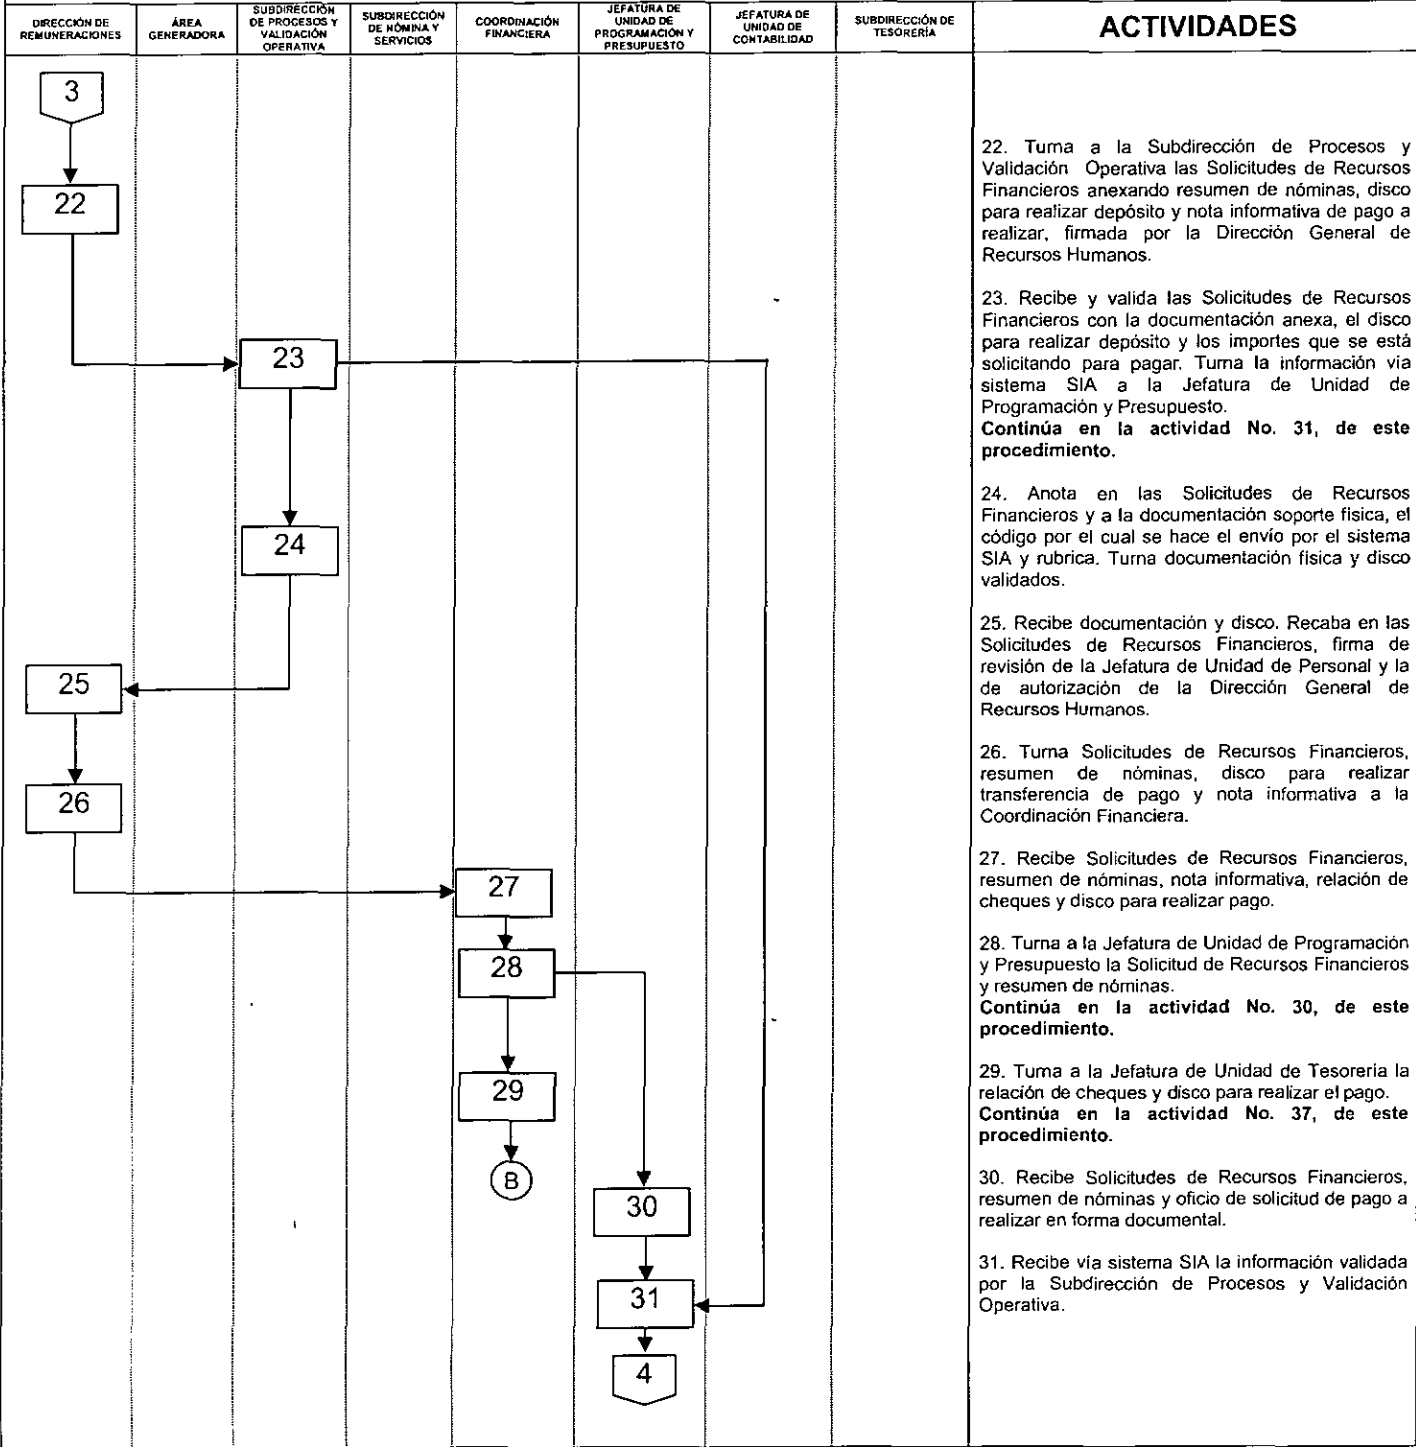 DIRECCIÓN DE
REMUNERACIONES
ÁREA
GENERADORA
SUBDIRECCIÓN
DE PROCESOS Y
VALIDACIÓN
OPERATIVA
SUBDIRECCIÓN
DE NÓMINA Y
SERVICIOS
COORDINACIÓN
FINANCIERA
JEFATURA DE
UNIDAD DE
PROGRAMACIÓN Y
PRESUPUESTO
JEFATURA DE
UNIDAD DE
CONTABILIDAD
SUBDIRECCIÓN DE
TESORERÍA
ACTIVIDADES
3
22
23
24
25
26
27
28
29
B
30
31
4
22. Turna a la Subdirección de Procesos y
Validación Operativa las Solicitudes de Recursos
Financieros anexando resumen de nóminas, disco
para realizar depósito y nota informativa de pago a
realizar, firmada por la Dirección General de
Recursos Humanos.
23. Recibe y valida las Solicitudes de Recursos
Financieros con la documentación anexa, el disco
para realizar depósito y los importes que se está
solicitando para pagar. Turna la información vía
sistema SIA a la Jefatura de Unidad de
Programación y Presupuesto.
Continúa en la actividad No. 31, de este
procedimiento.
24. Anota en las Solicitudes de Recursos
Financieros y a la documentación soporte física, el
código por el cual se hace el envío por el sistema
SIA y rubrica. Turna documentación física y disco
validados.
25. Recibe documentación y disco. Recaba en las
Solicitudes de Recursos Financieros, firma de
revisión de la Jefatura de Unidad de Personal y la
de autorización de la Dirección General de
Recursos Humanos.
26. Turna Solicitudes de Recursos Financieros,
resumen de nóminas, disco para realizar
transferencia de pago y nota informativa a la
Coordinación Financiera.
27. Recibe Solicitudes de Recursos Financieros,
resumen de nóminas, nota informativa, relación de
cheques y disco para realizar pago.
28. Turna a la Jefatura de Unidad de Programación
y Presupuesto la Solicitud de Recursos Financieros
y resumen de nóminas.
Continúa en la actividad No. 30, de este
procedimiento.
29. Turna a la Jefatura de Unidad de Tesorería la
relación de cheques y disco para realizar el pago.
Continúa en la actividad No. 37, de este
procedimiento.
30. Recibe Solicitudes de Recursos Financieros,
resumen de nóminas y oficio de solicitud de pago a
realizar en forma documental.
31. Recibe vía sistema SIA la información validada
por la Subdirección de Procesos y Validación
Operativa.